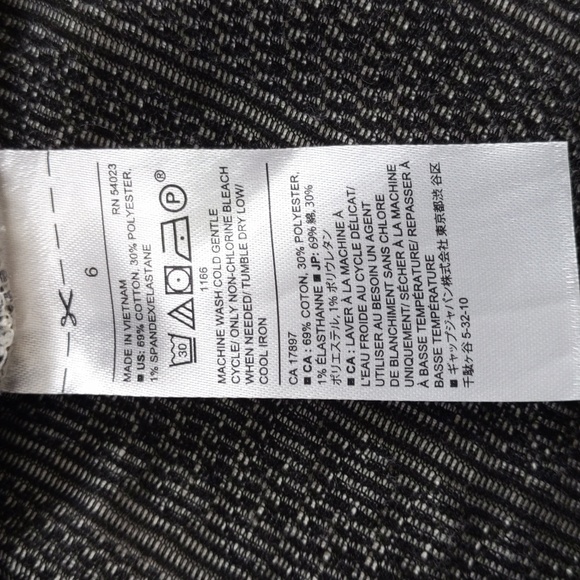 6
RN 54023
MADE IN VIETNAM
■ US: 69% COTTON, 30% POLYESTER,
1% SPANDEX/ELASTANE
30 P ®
1166
MACHINE WASH COLD GENTLE
CYCLE/ ONLY NON-CHLORINE BLEACH
WHEN NEEDED/ TUMBLE DRY LOW/
COOL IRON
CA 17897
■ CA : 69% COTON, 30% POLYESTER,
1% ÉLASTHANNE ■ JP: 69% 綿, 30%
ポリエステル, 1% ポリウレタン
■ CA : LAVER À LA MACHINE À
L'EAU FROIDE AU CYCLE DÉLICAT/
UTILISER AU BESOIN UN AGENT
DE BLANCHIMENT SANS CHLORE
UNIQUEMENT/ SÉCHER À LA MACHINE
À BASSE TEMPÉRATURE/ REPASSER À
BASSE TEMPÉRATURE
■ ギャップジャパン株式会社 東京都渋谷区
千駄ヶ谷 5-32-10